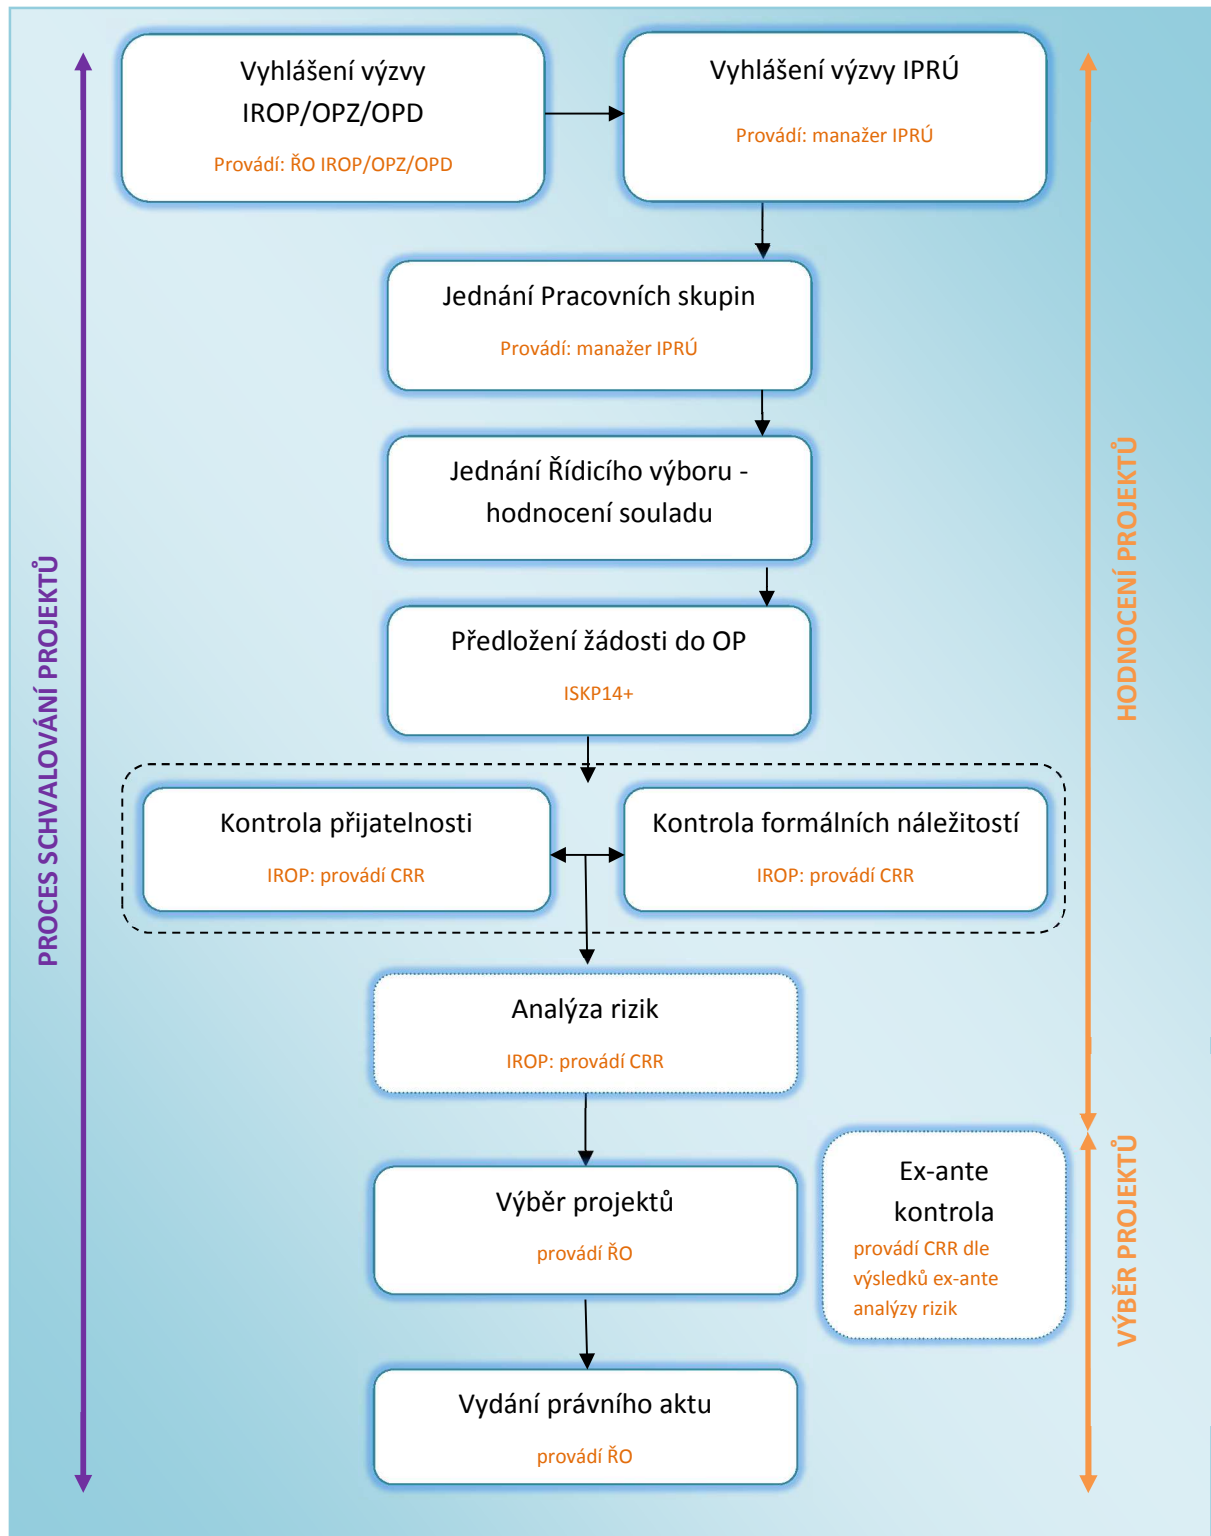 Vyhlášení výzvy
IROP/OPZ/OPD
Provádí: ŘO IROP/OPZ/OPD
Vyhlášení výzvy IPRÚ
Provádí: manažer IPRÚ
Jednání Pracovních skupin
Provádí: manažer IPRÚ
Jednání Řídicího výboru -
hodnocení souladu
Předložení žádosti do OP
ISKP14+
Kontrola přijatelnosti
IROP: provádí CRR
Kontrola formálních náležitostí
IROP: provádí CRR
Analýza rizik
IROP: provádí CRR
Výběr projektů
provádí ŘO
Ex-ante
kontrola
provádí CRR dle
výsledků ex-ante
analýzy rizik
Vydání právního aktu
provádí ŘO
PROCES SCHVALOVÁNÍ PROJEKTŮ
HODNOCENÍ PROJEKTŮ
VÝBĚR PROJEKTŮ